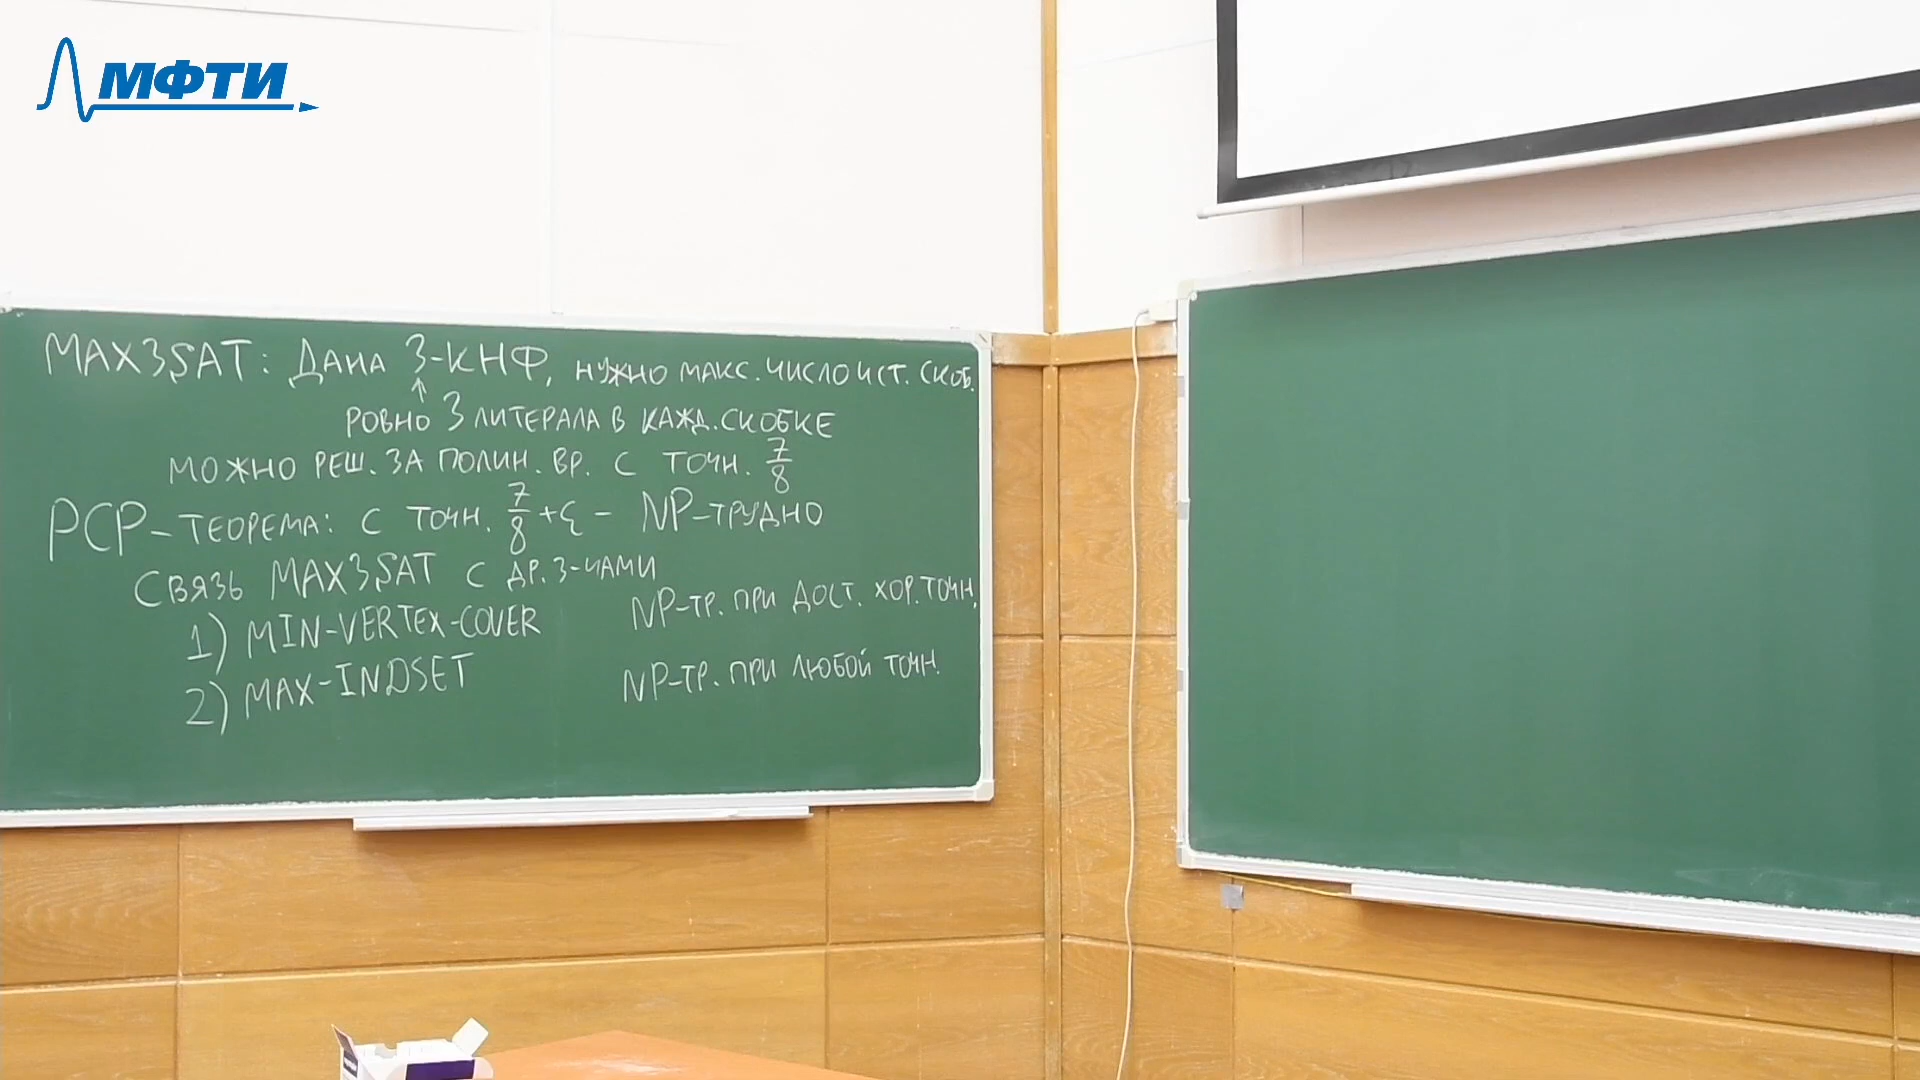 МФТИ
MAX3SAT: ДАНА 3-КНФ, НУЖНО МАКС. ЧИСЛО ИСТ. СКОБ.
↑
РОВНО 3 ЛИТЕРАЛА В КАЖД. СКОБКЕ
МОЖНО РЕШ. ЗА ПОЛИН. ВР. С ТОЧН. 7/8
PCP-ТЕОРЕМА: С ТОЧН. 7/8 + ε - NP-ТРУДНО
СВЯЗЬ MAX3SAT С ДР. З-ЧАМИ
1) MIN-VERTEX-COVER NP-ТР. ПРИ ДОСТ. ХОР. ТОЧН.
2) MAX-INDSET NP-ТР. ПРИ ЛЮБОЙ ТОЧН.